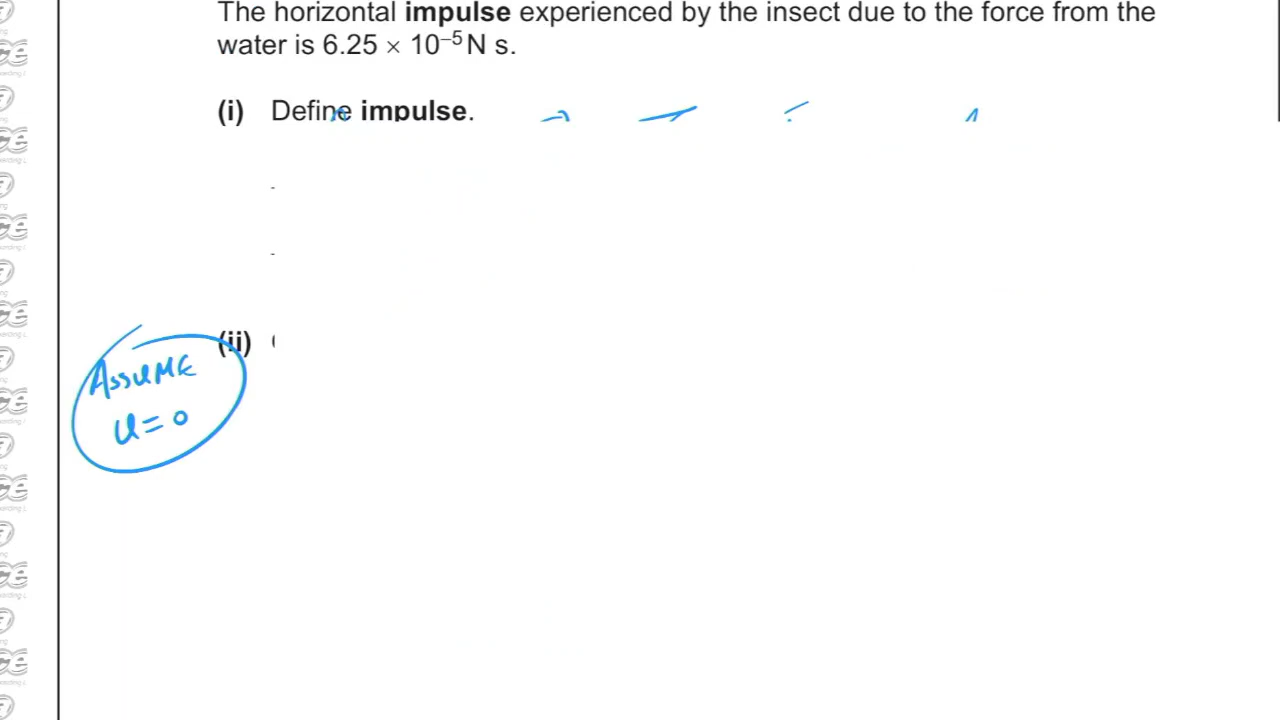 The horizontal impulse experienced by the insect due to the force from the
water is 6.25 × 10⁻⁵ N s.
(i) Define impulse.
(ii)
ASSUME
u = 0